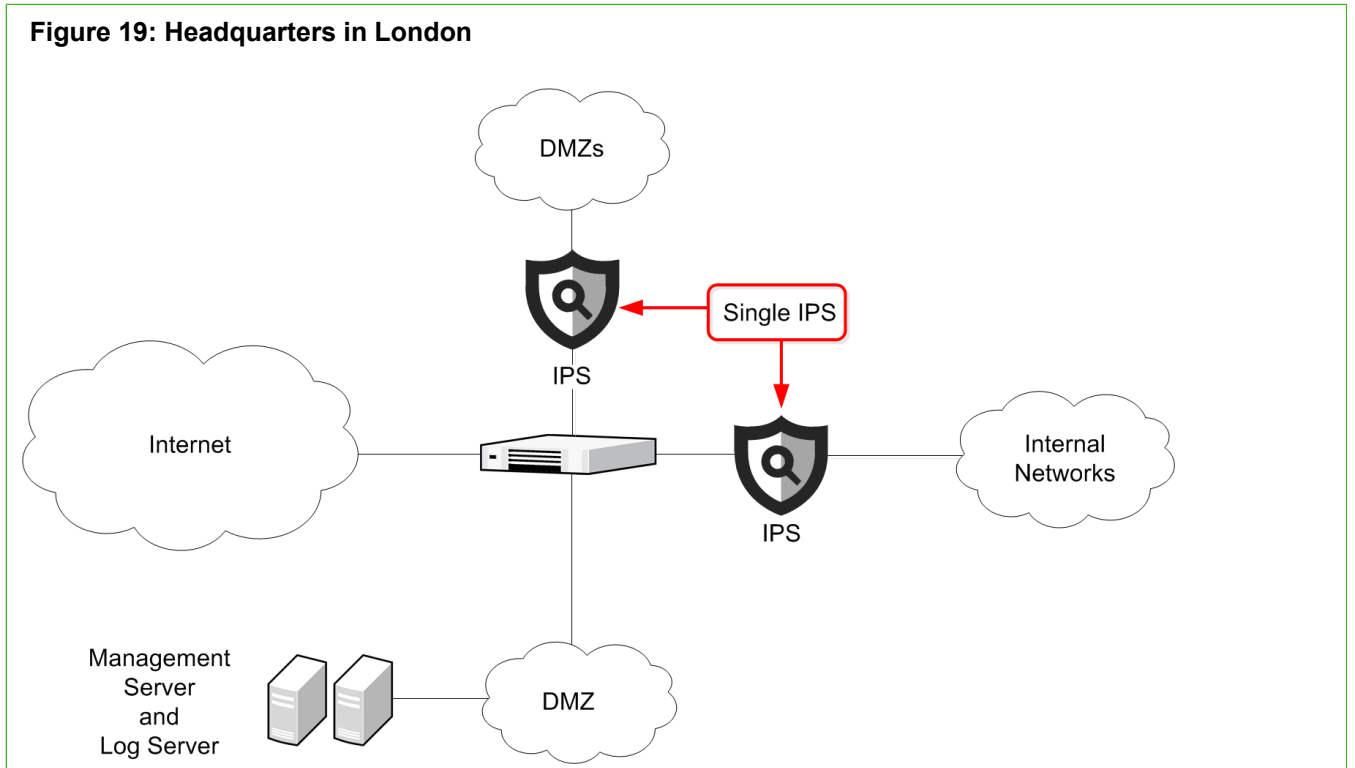 Figure 19: Headquarters in London
DMZs
Single IPS
IPS
Internet
Internal
Networks
IPS
Management
Server
and
Log Server
DMZ